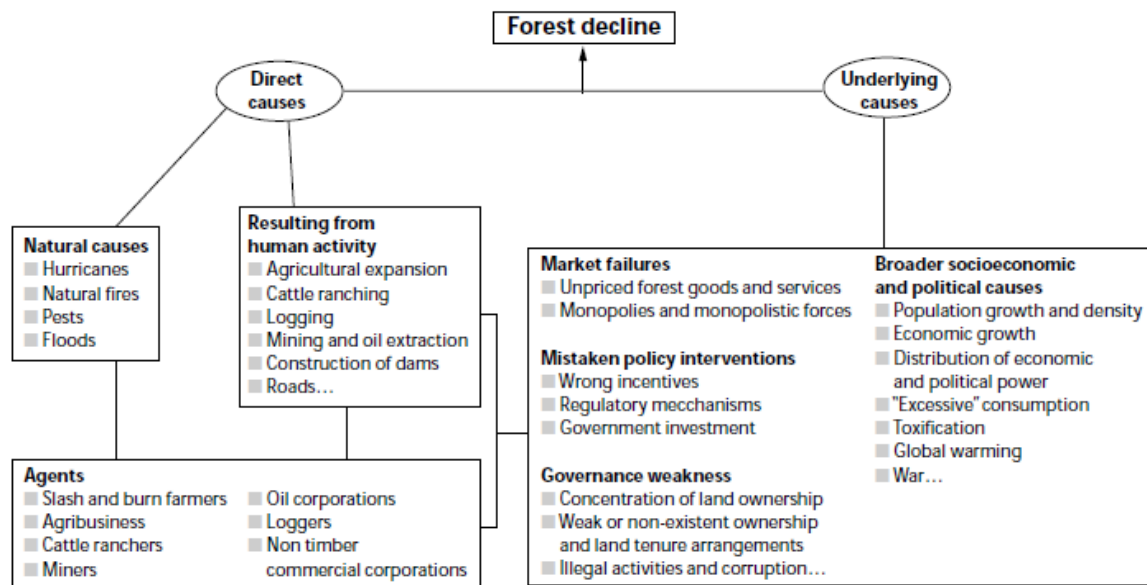 Forest decline
Direct
causes
Underlying
causes
Natural causes
Hurricanes
Natural fires
Pests
Floods
Resulting from
human activity
Agricultural expansion
Cattle ranching
Logging
Mining and oil extraction
Construction of dams
Roads…
Agents
Slash and burn farmers
Agribusiness
Cattle ranchers
Miners
Oil corporations
Loggers
Non timber
commercial corporations
Market failures
Unpriced forest goods and services
Monopolies and monopolistic forces
Mistaken policy interventions
Wrong incentives
Regulatory mecchanisms
Government investment
Governance weakness
Concentration of land ownership
Weak or non-existent ownership
and land tenure arrangements
Illegal activities and corruption…
Broader socioeconomic
and political causes
Population growth and density
Economic growth
Distribution of economic
and political power
"Excessive" consumption
Toxification
Global warming
War…